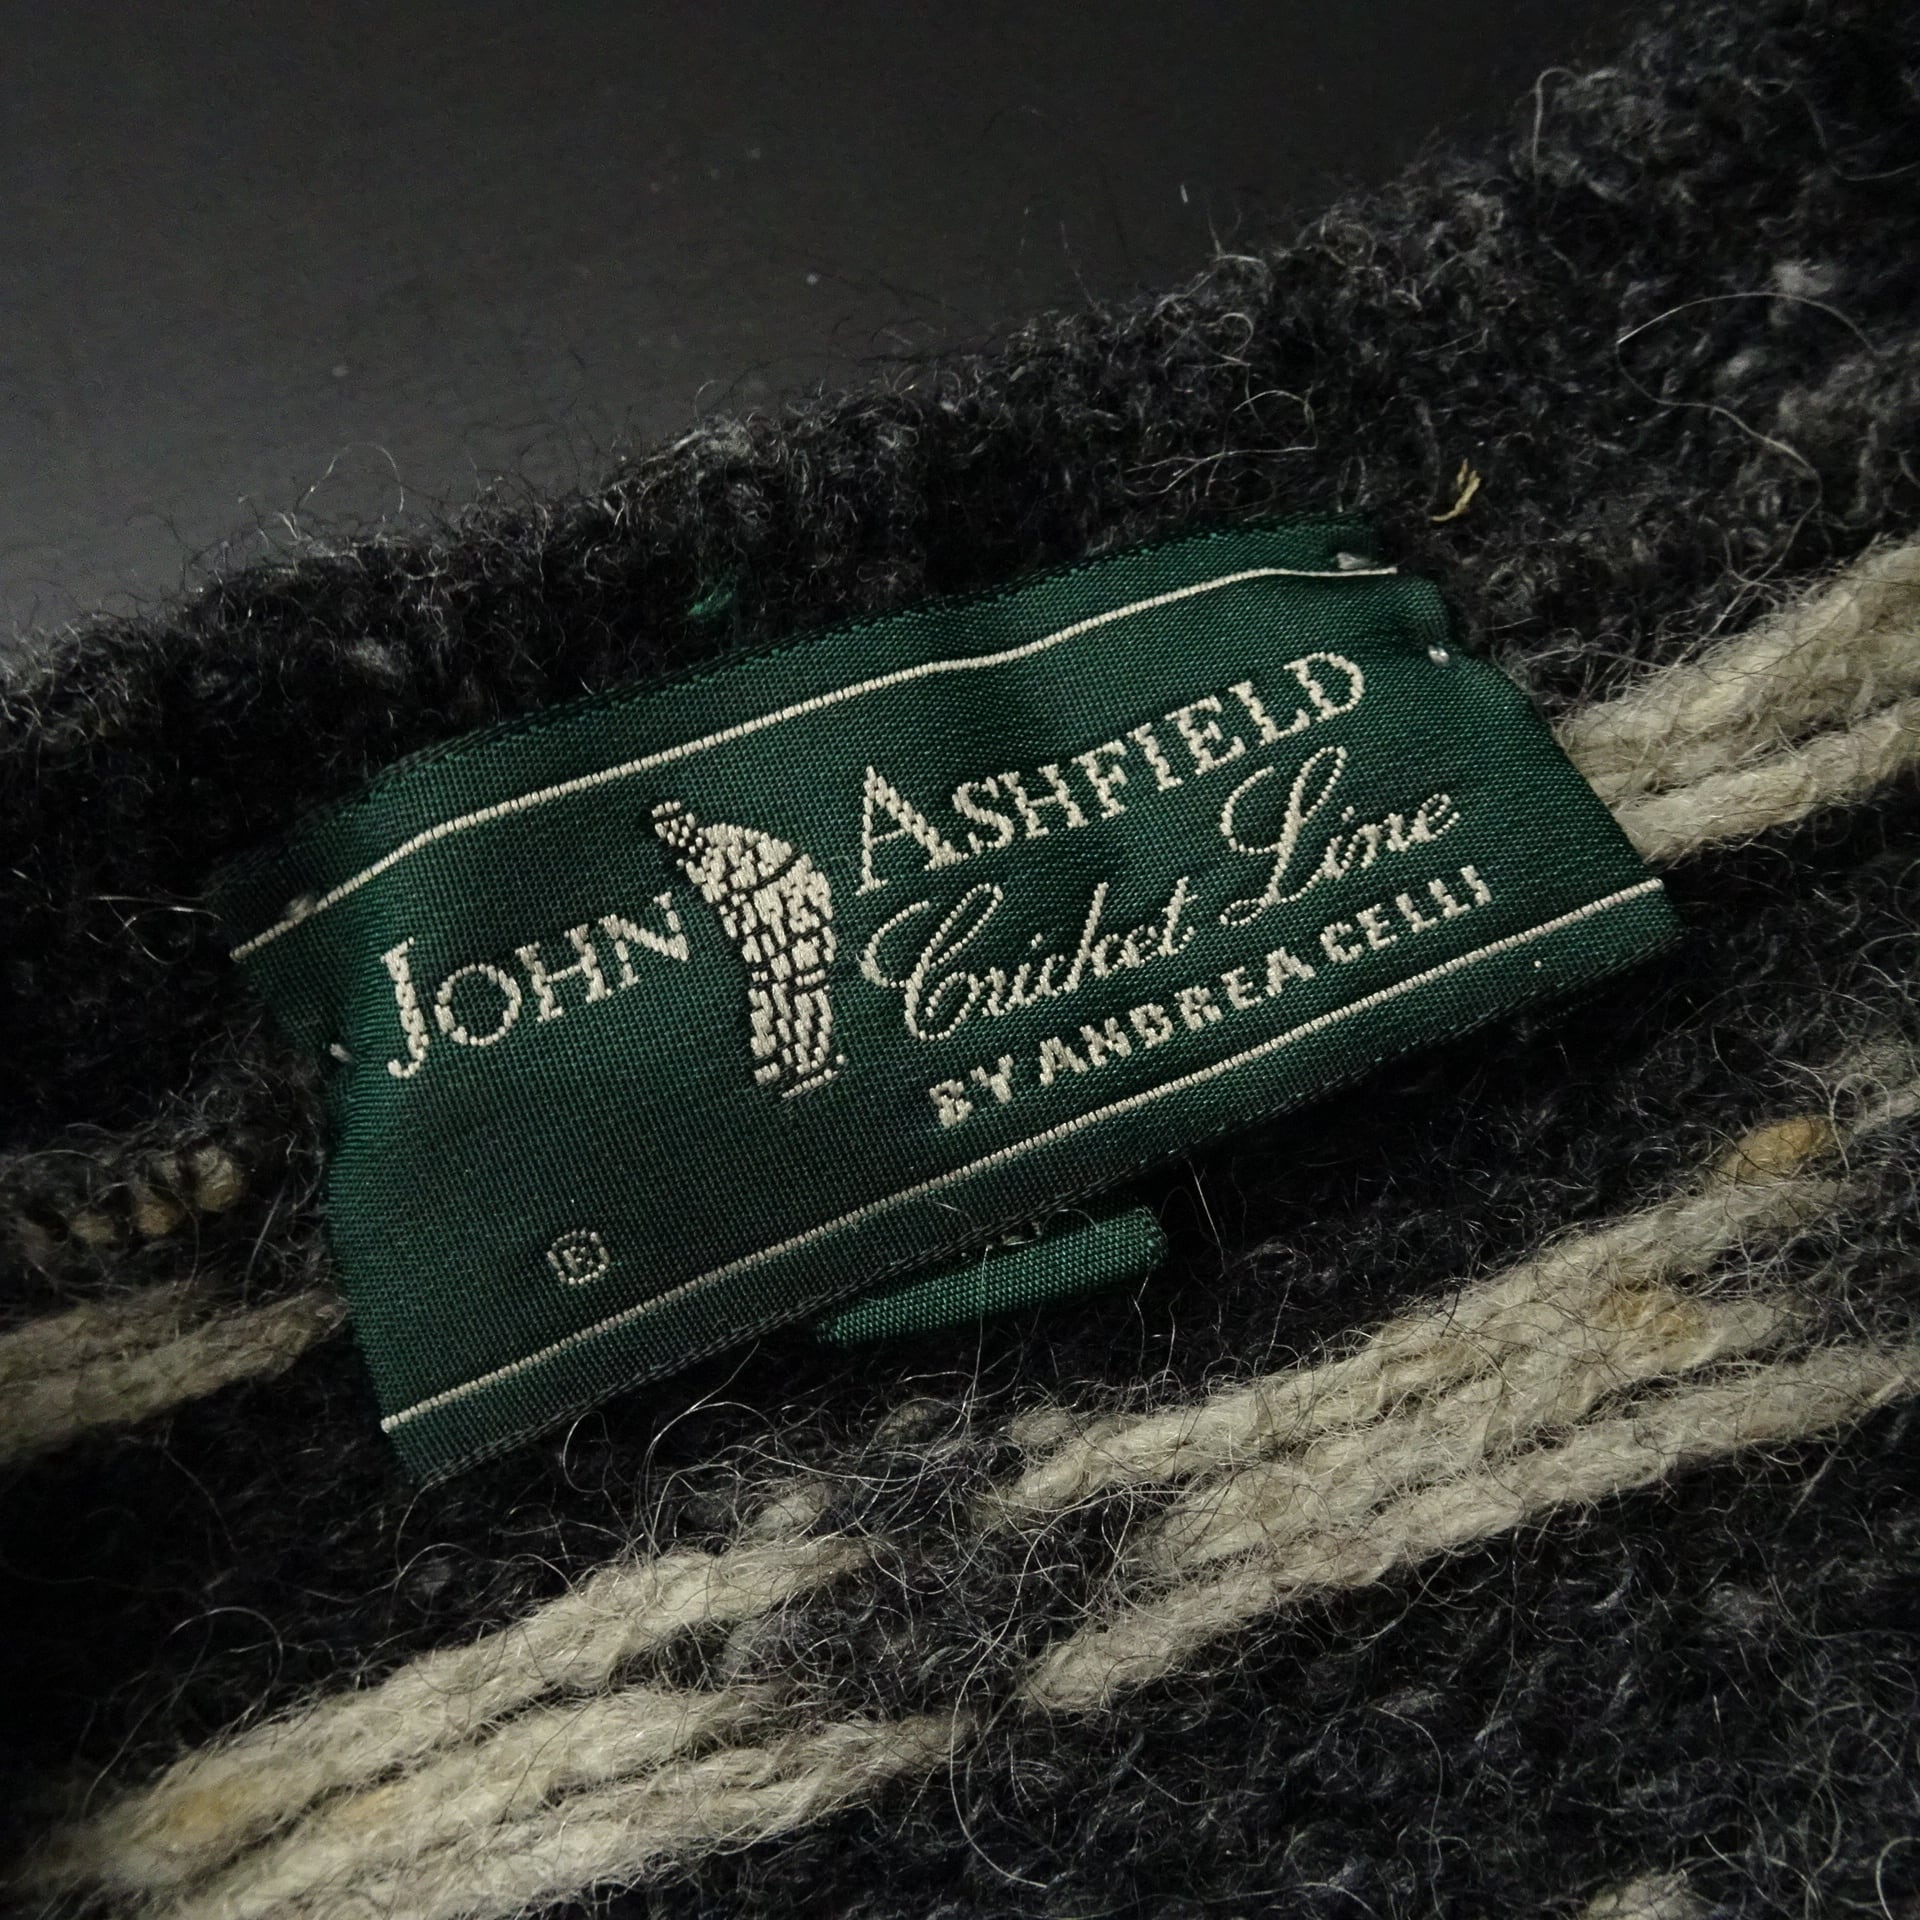 JOHN ASHFIELD
Cricket Line
BY ANDREA CELLI